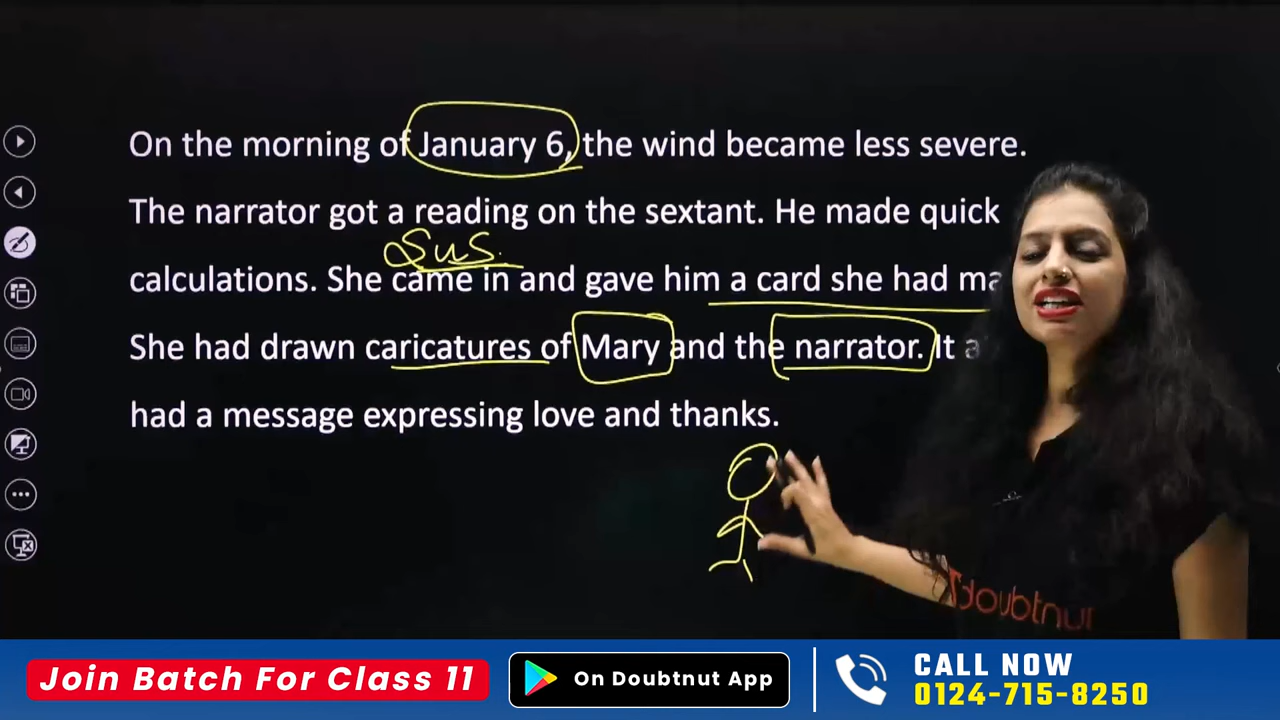 On the morning of January 6, the wind became less severe.
The narrator got a reading on the sextant. He made quick
Sus.
calculations. She came in and gave him a card she had
She had drawn caricatures of Mary and the narrator. It
had a message expressing love and thanks.
doubtnut
Join Batch For Class 11
On Doubtnut App
CALL NOW
0124-715-8250